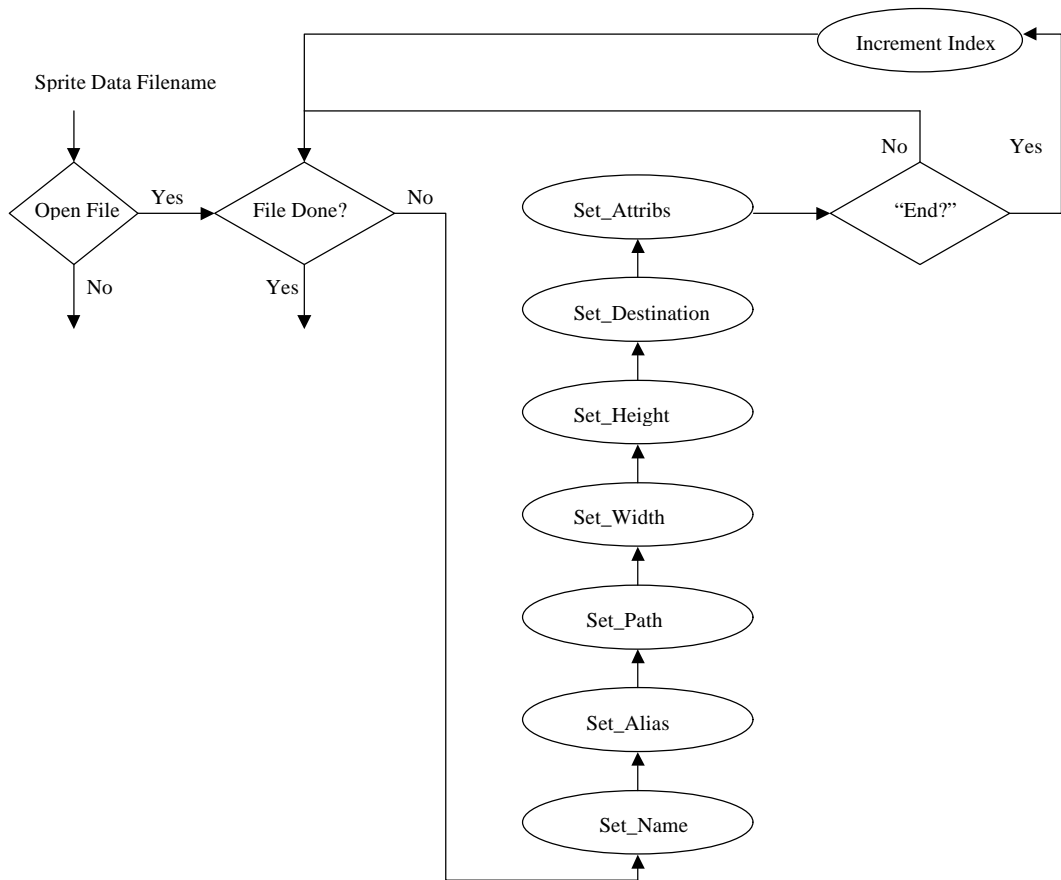 Increment Index
Sprite Data Filename
No
Yes
Open File
Yes
File Done?
No
Set_Attribs
“End?”
No
Yes
Set_Destination
Set_Height
Set_Width
Set_Path
Set_Alias
Set_Name